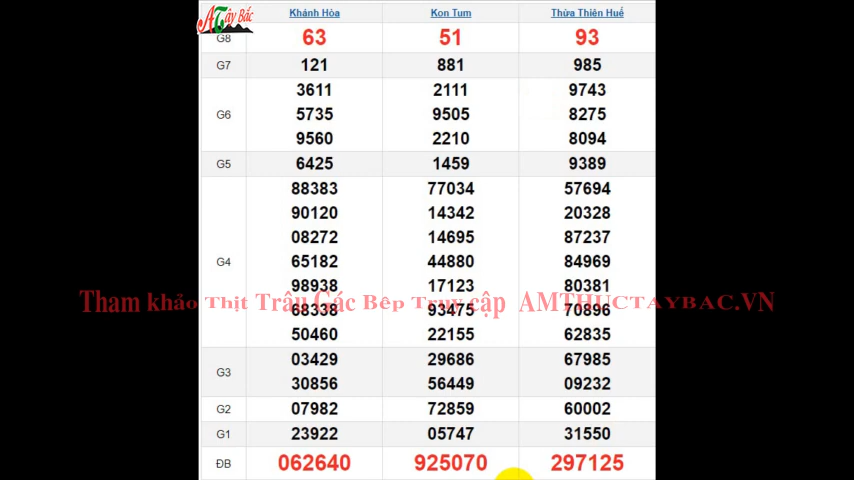 ATây Bắc
Khánh Hòa Kon Tum Thừa Thiên Huế
G8 63 51 93
G7 121 881 985
3611 2111 9743
G6 5735 9505 8275
9560 2210 8094
G5 6425 1459 9389
88383 77034 57694
90120 14342 20328
08272 14695 87237
G4 65182 44880 84969
98938 17123 80381
Tham khảo Thịt Trâu Gác Bếp Truy cập AMTHUCTAYBAC.VN
68338 93475 70896
50460 22155 62835
03429 29686 67985
G3
30856 56449 09232
G2 07982 72859 60002
G1 23922 05747 31550
ĐB 062640 925070 297125